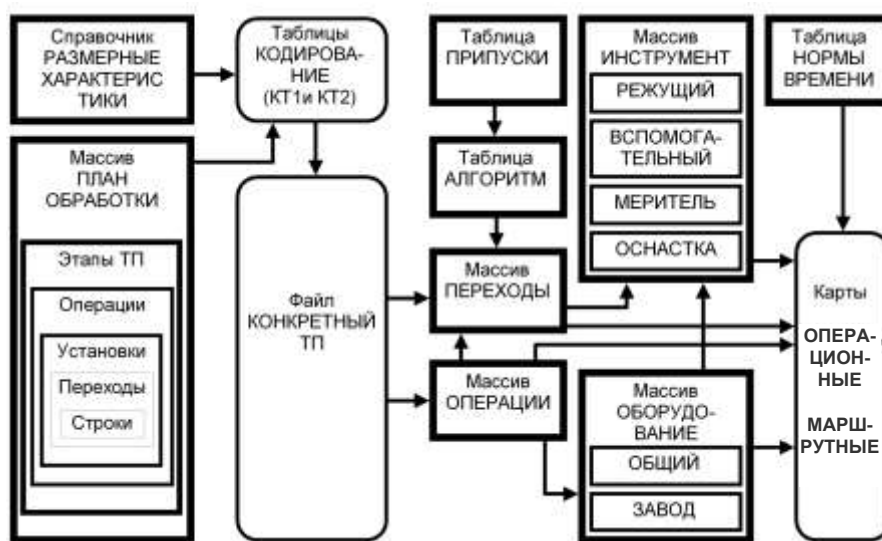 Справочник
РАЗМЕРНЫЕ
ХАРАКТЕРИС
ТИКИ
Таблицы
КОДИРОВА-
НИЕ
(КТ1и КТ2)
Таблица
ПРИПУСКИ
Массив
ИНСТРУМЕНТ
РЕЖУЩИЙ
ВСПОМОГА-
ТЕЛЬНЫЙ
МЕРИТЕЛЬ
ОСНАСТКА
Таблица
НОРМЫ
ВРЕМЕНИ
Массив
ПЛАН
ОБРАБОТКИ
Этапы ТП
Операции
Установки
Переходы
Строки
Файл
КОНКРЕТНЫЙ
ТП
Таблица
АЛГОРИТМ
Массив
ПЕРЕХОДЫ
Массив
ОПЕРАЦИИ
Массив
ОБОРУДО-
ВАНИЕ
ОБЩИЙ
ЗАВОД
Карты
ОПЕРА-
ЦИОН-
НЫЕ
МАРШ-
РУТНЫЕ